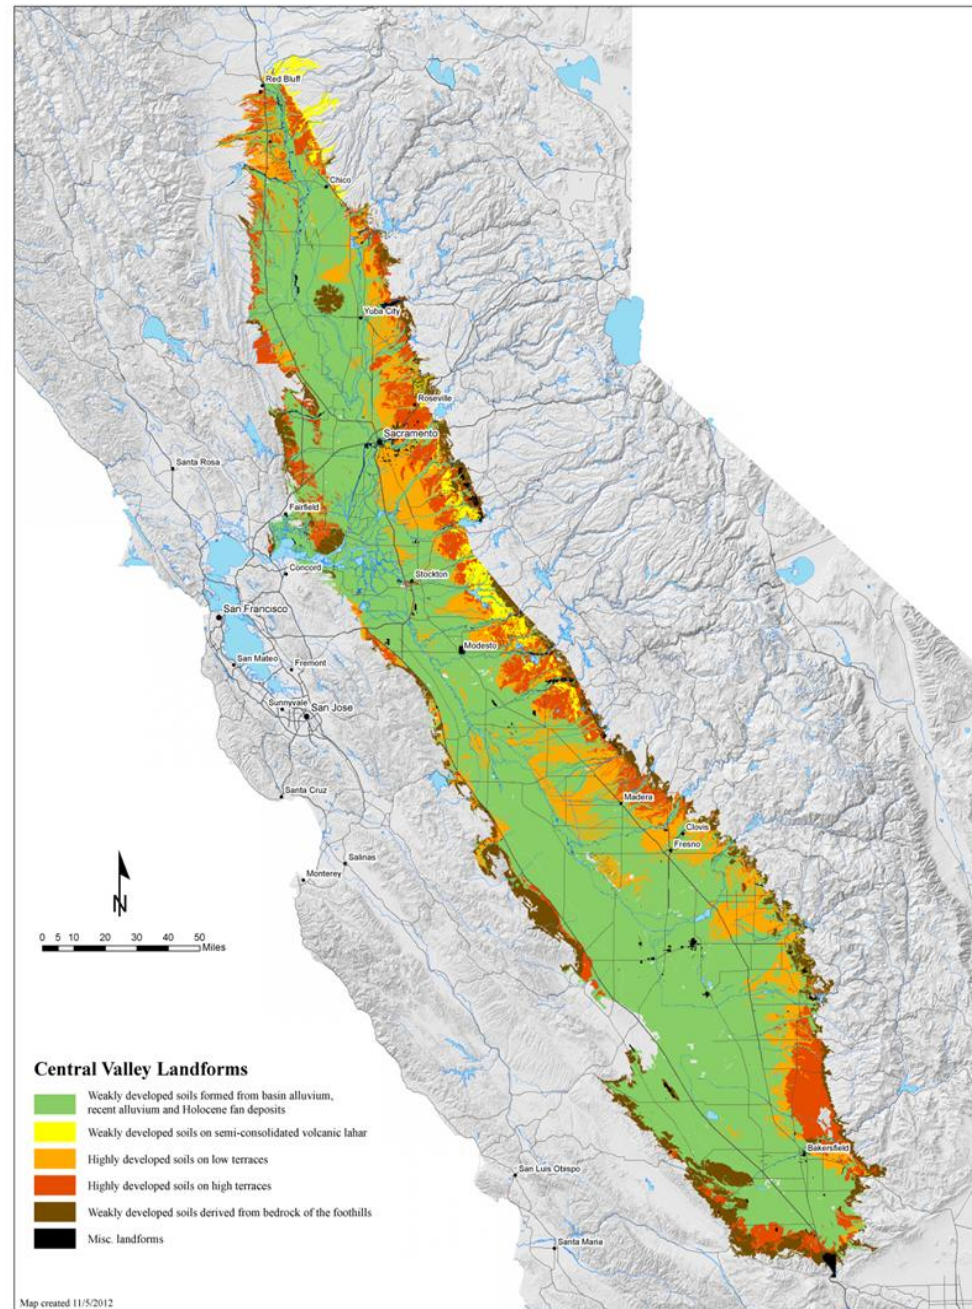 Red Bluff
Chico
Yuba City
Roseville
Sacramento
Santa Rosa
Fairfield
Concord
Stockton
San Francisco
Modesto
San Mateo
Fremont
Sunnyvale
San Jose
Santa Cruz
Madera
Clovis
Fresno
Salinas
Monterey
N
0 5 10 20 30 40 50
Miles
Central Valley Landforms
Weakly developed soils formed from basin alluvium,
recent alluvium and Holocene fan deposits
Weakly developed soils on semi-consolidated volcanic lahar
Highly developed soils on low terraces
Highly developed soils on high terraces
Weakly developed soils derived from bedrock of the foothills
Misc. landforms
Bakersfield
San Luis Obispo
Santa Maria
Map created 11/5/2012